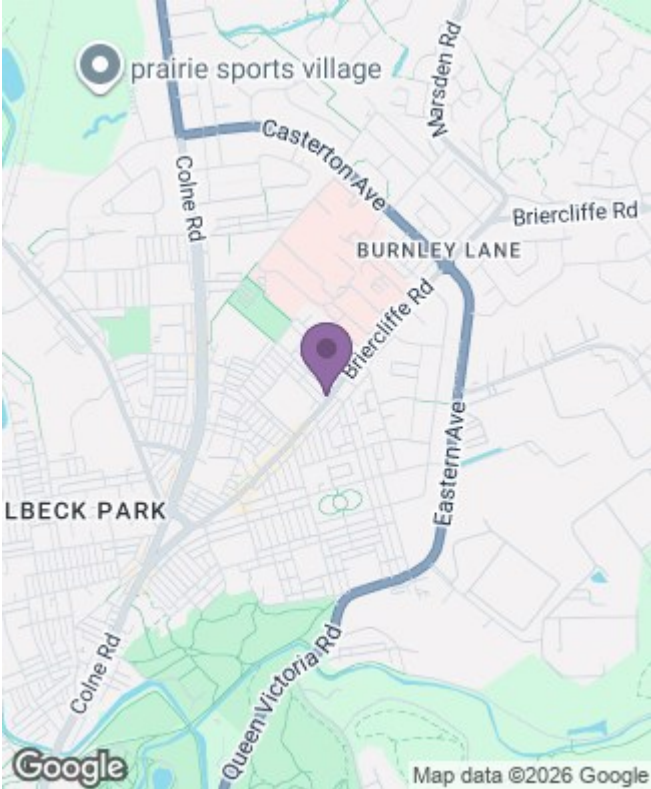 prairie sports village
Marsden Rd
Casterton Ave
Colne Rd
Briercliffe Rd
BURNLEY LANE
Briercliffe Rd
Eastern Ave
LBECK PARK
Colne Rd
Queen Victoria Rd
Google
Map data ©2026 Google